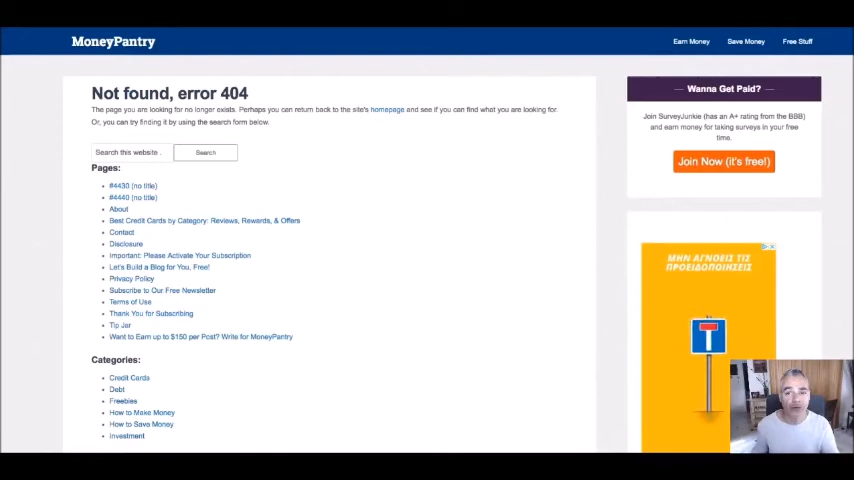 MoneyPantry
Earn Money
Save Money
Free Stuff
Not found, error 404
The page you are looking for no longer exists. Perhaps you can return back to the site's homepage and see if you can find what you are looking for.
Or, you can try finding it by using the search form below.
Search this website .
Search
Pages:
#4430 (no title)
#4440 (no title)
About
Best Credit Cards by Category: Reviews, Rewards, & Offers
Contact
Disclosure
Important: Please Activate Your Subscription
Let's Build a Blog for You, Free!
Privacy Policy
Subscribe to Our Free Newsletter
Terms of Use
Thank You for Subscribing
Tip Jar
Want to Earn up to $150 per Post? Write for MoneyPantry
Categories:
Credit Cards
Debt
Freebies
How to Make Money
How to Save Money
Investment
Wanna Get Paid?
Join SurveyJunkie (has an A+ rating from the BBB)
and earn money for taking surveys in your free
time.
Join Now (it's free!)
ΜΗΝ ΑΓΝΟΕΙΣ ΤΙΣ
ΠΡΟΕΙΔΟΠΟΙΗΣΕΙΣ